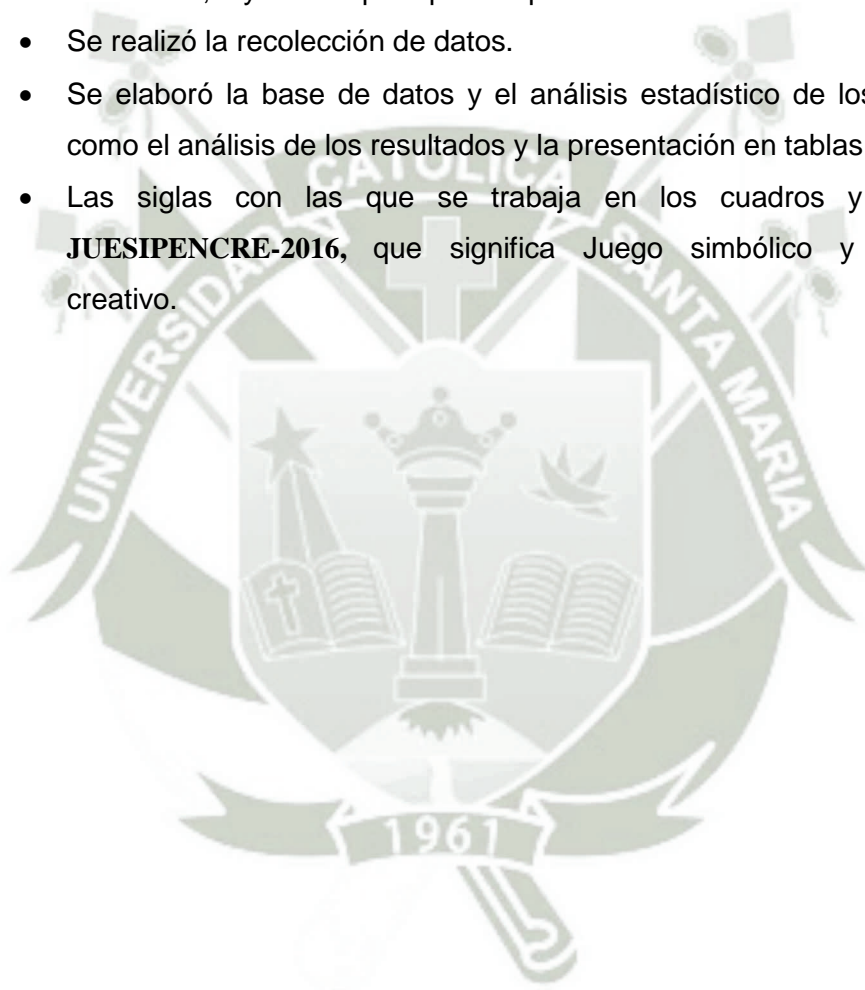 • Se realizó la recolección de datos.
• Se elaboró la base de datos y el análisis estadístico de los
como el análisis de los resultados y la presentación en tablas
• Las siglas con las que se trabaja en los cuadros y
JUESIPENCRE-2016, que significa Juego simbólico y
creativo.
UNIVERSIDAD CATOLICA SANTA MARIA
1961